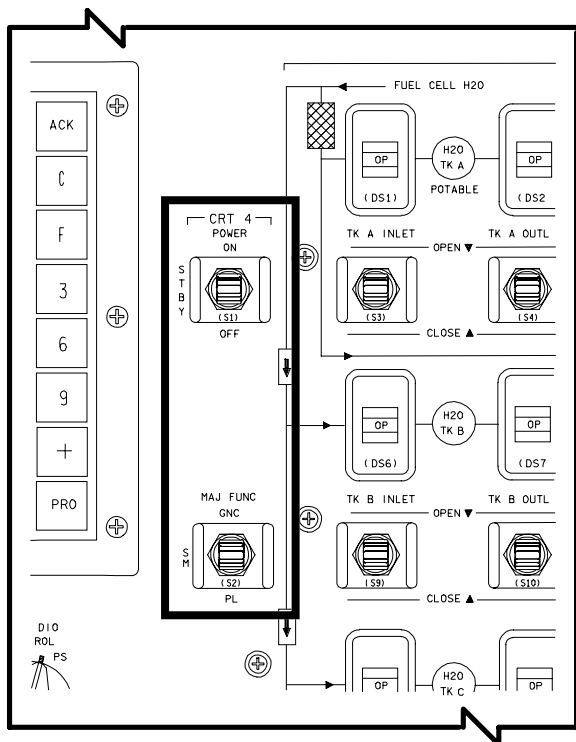 FUEL CELL H2O
ACK
C
F
3
6
9
+
PRO
CRT 4
POWER
ON
STBY
(S1)
OFF
MAJ FUNC
GNC
SM
(S2)
PL
OP
(DS1)
H2O
TK A
POTABLE
OP
(DS2
TK A INLET
TK A OUTL
OPEN
(S3)
(S4)
CLOSE
OP
(DS6)
H2O
TK B
OP
(DS7
TK B INLET
TK B OUTL
OPEN
(S9)
(S10)
CLOSE
OP
H2O
TK C
OP
DIO
ROL
PS